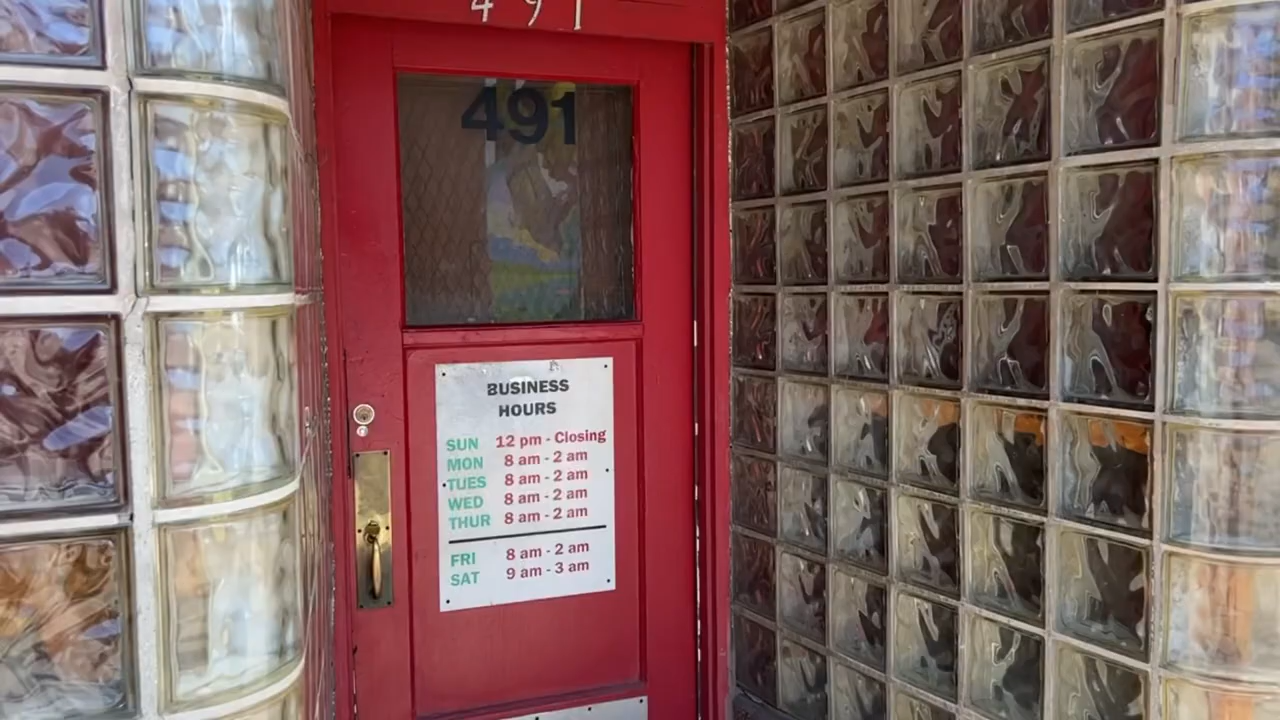 491
491
BUSINESS
HOURS
SUN 12 pm - Closing
MON 8 am - 2 am
TUES 8 am - 2 am
WED 8 am - 2 am
THUR 8 am - 2 am
FRI 8 am - 2 am
SAT 9 am - 3 am